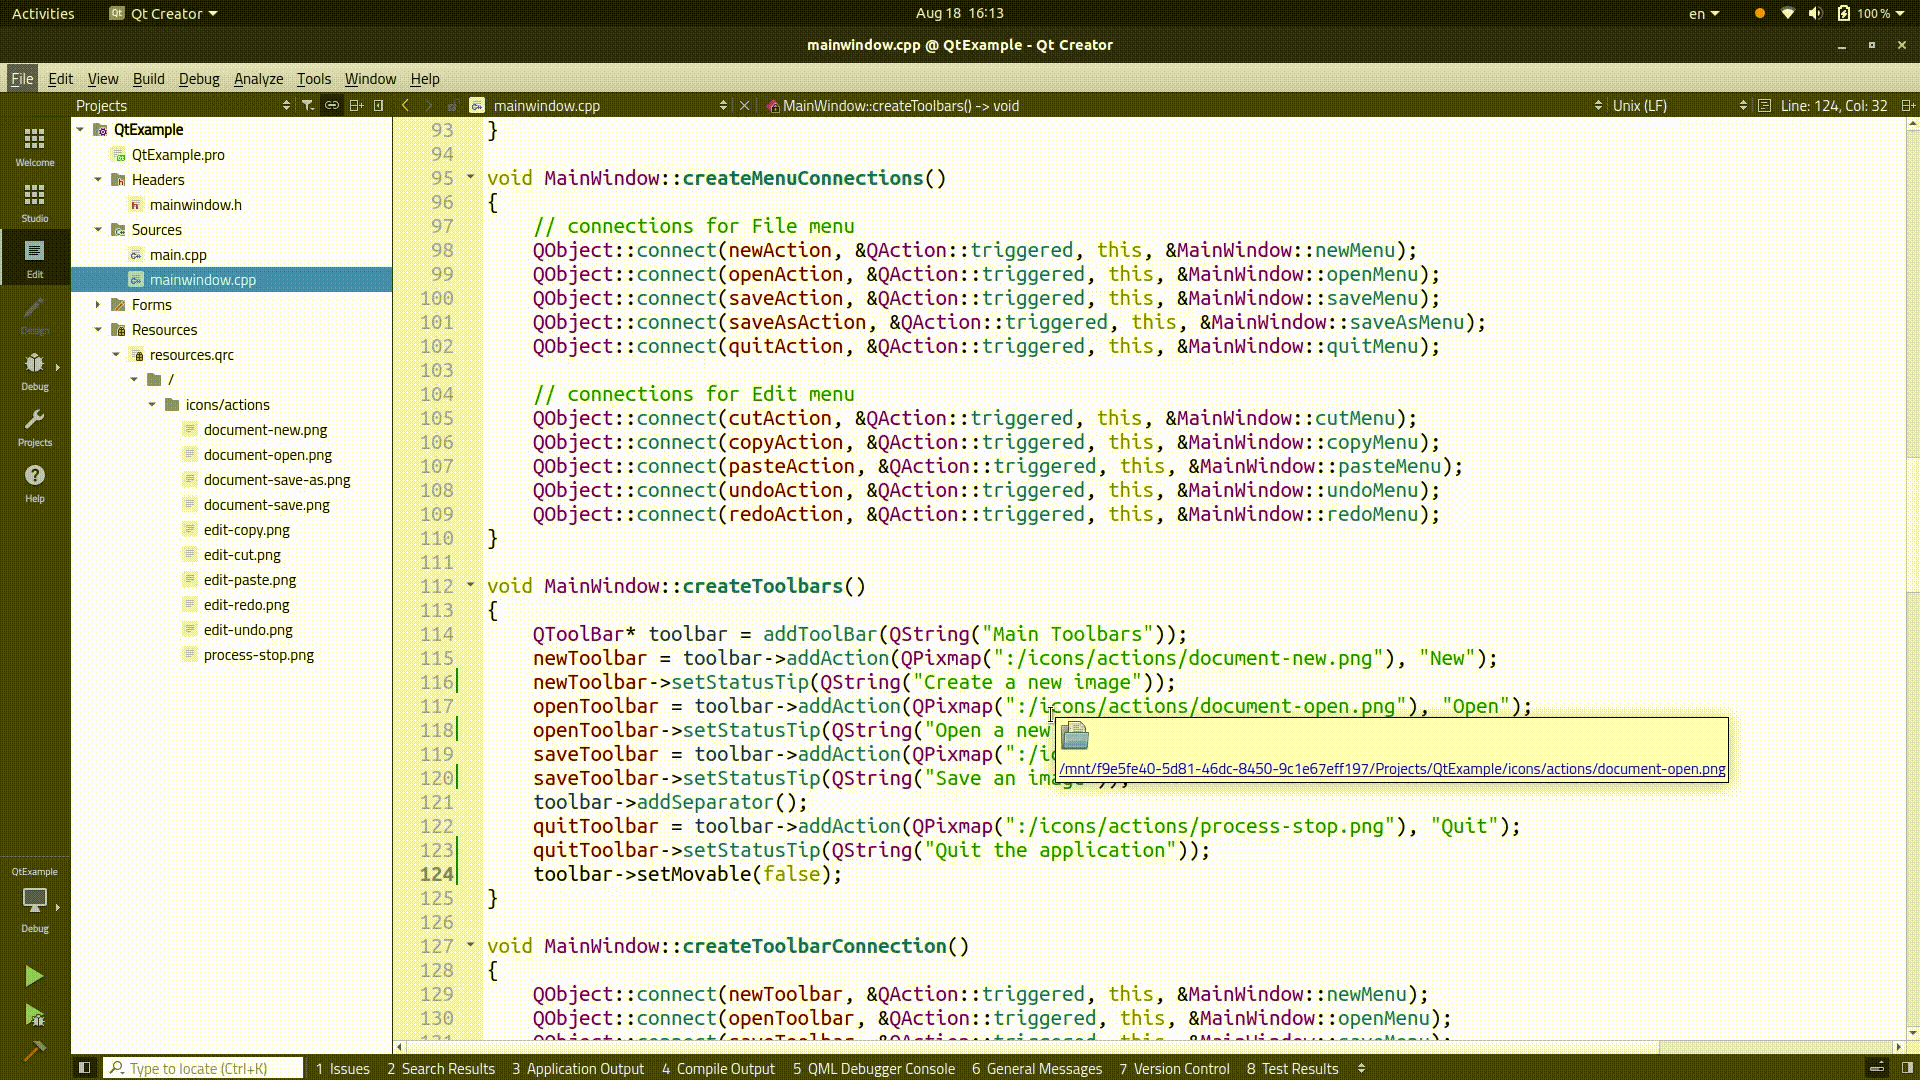 Activities
Qt Creator
Aug 18 16:13
en
100 %
mainwindow.cpp @ QtExample - Qt Creator
File Edit View Build Debug Analyze Tools Window Help
Projects
mainwindow.cpp
MainWindow::createToolbars() -> void
Unix (LF)
Line: 124, Col: 32
Welcome
Studio
Edit
Design
Debug
Projects
Help
QtExample
Debug
QtExample
QtExample.pro
Headers
mainwindow.h
Sources
main.cpp
mainwindow.cpp
Forms
Resources
resources.qrc
/
icons/actions
document-new.png
document-open.png
document-save-as.png
document-save.png
edit-copy.png
edit-cut.png
edit-paste.png
edit-redo.png
edit-undo.png
process-stop.png
93 }
94
95 void MainWindow::createMenuConnections()
96 {
97 // connections for File menu
98 QObject::connect(newAction, &QAction::triggered, this, &MainWindow::newMenu);
99 QObject::connect(openAction, &QAction::triggered, this, &MainWindow::openMenu);
100 QObject::connect(saveAction, &QAction::triggered, this, &MainWindow::saveMenu);
101 QObject::connect(saveAsAction, &QAction::triggered, this, &MainWindow::saveAsMenu);
102 QObject::connect(quitAction, &QAction::triggered, this, &MainWindow::quitMenu);
103
104 // connections for Edit menu
105 QObject::connect(cutAction, &QAction::triggered, this, &MainWindow::cutMenu);
106 QObject::connect(copyAction, &QAction::triggered, this, &MainWindow::copyMenu);
107 QObject::connect(pasteAction, &QAction::triggered, this, &MainWindow::pasteMenu);
108 QObject::connect(undoAction, &QAction::triggered, this, &MainWindow::undoMenu);
109 QObject::connect(redoAction, &QAction::triggered, this, &MainWindow::redoMenu);
110 }
111
112 void MainWindow::createToolbars()
113 {
114 QToolBar* toolbar = addToolBar(QString("Main Toolbars"));
115 newToolbar = toolbar->addAction(QPixmap(":/icons/actions/document-new.png"), "New");
116 newToolbar->setStatusTip(QString("Create a new image"));
117 openToolbar = toolbar->addAction(QPixmap(":/icons/actions/document-open.png"), "Open");
118 openToolbar->setStatusTip(QString("Open a new
119 saveToolbar = toolbar->addAction(QPixmap(":/ic
/mnt/f9e5fe40-5d81-46dc-8450-9c1e67eff197/Projects/QtExample/icons/actions/document-open.png
120 saveToolbar->setStatusTip(QString("Save an image"));
121 toolbar->addSeparator();
122 quitToolbar = toolbar->addAction(QPixmap(":/icons/actions/process-stop.png"), "Quit");
123 quitToolbar->setStatusTip(QString("Quit the application"));
124 toolbar->setMovable(false);
125 }
126
127 void MainWindow::createToolbarConnection()
128 {
129 QObject::connect(newToolbar, &QAction::triggered, this, &MainWindow::newMenu);
130 QObject::connect(openToolbar, &QAction::triggered, this, &MainWindow::openMenu);
Type to locate (Ctrl+K)
1 Issues
2 Search Results
3 Application Output
4 Compile Output
5 QML Debugger Console
6 General Messages
7 Version Control
8 Test Results